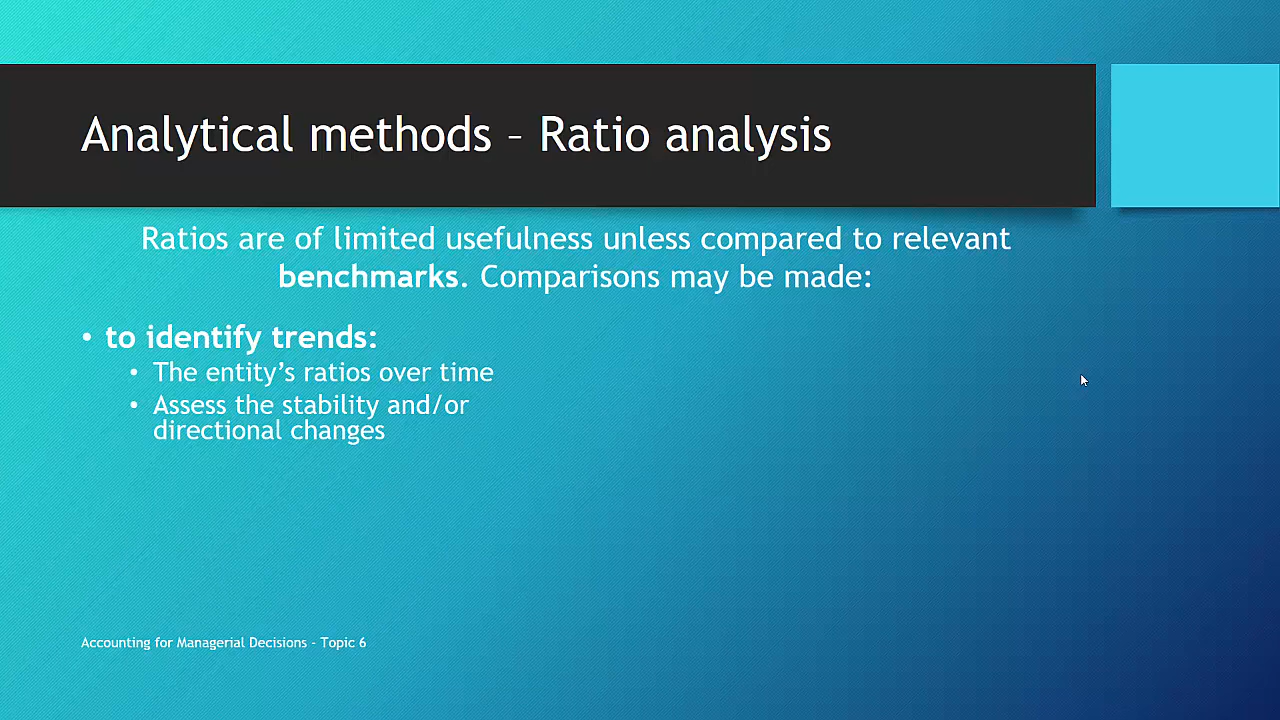 Analytical methods – Ratio analysis
Ratios are of limited usefulness unless compared to relevant
benchmarks. Comparisons may be made:
• to identify trends:
• The entity’s ratios over time
• Assess the stability and/or
directional changes
Accounting for Managerial Decisions - Topic 6